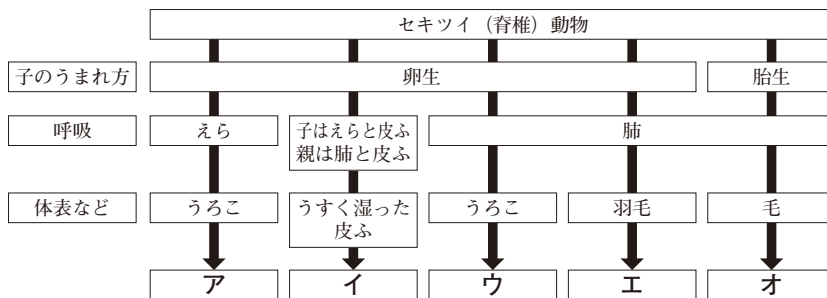 セキツイ（脊椎）動物
子のうまれ方
卵生
胎生
呼吸
えら
子はえらと皮ふ
親は肺と皮ふ
肺
体表など
うろこ
うすく湿った
皮ふ
うろこ
羽毛
毛
ア
イ
ウ
エ
オ